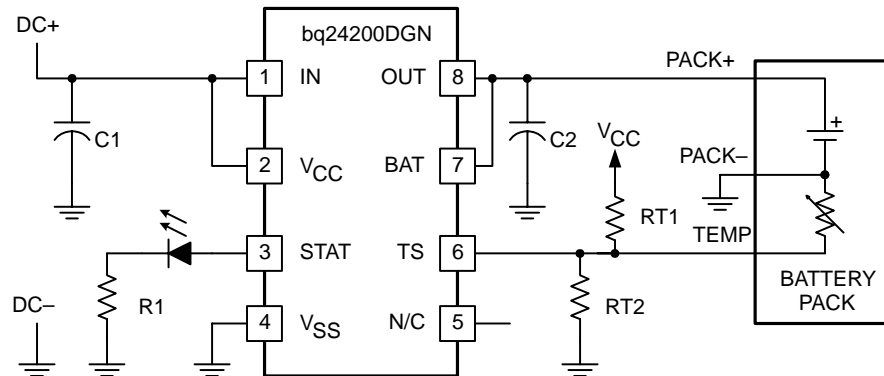 DC+
bq24200DGN
1 IN OUT 8
PACK+
C1
C2
VCC
2 VCC BAT 7
PACK–
RT1
3 STAT TS 6
TEMP
BATTERY
PACK
+
DC–
R1
4 VSS N/C 5
RT2